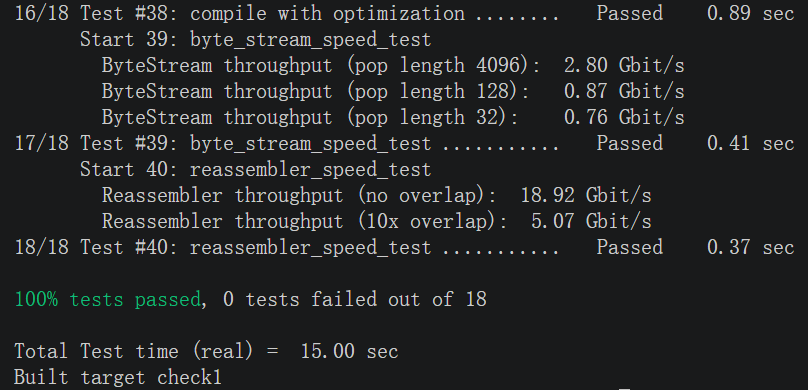 16/18 Test #38: compile with optimization ........   Passed    0.89 sec
      Start 39: byte_stream_speed_test
        ByteStream throughput (pop length 4096):  2.80 Gbit/s
        ByteStream throughput (pop length 128):   0.87 Gbit/s
        ByteStream throughput (pop length 32):    0.76 Gbit/s
17/18 Test #39: byte_stream_speed_test ...........   Passed    0.41 sec
      Start 40: reassembler_speed_test
        Reassembler throughput (no overlap):  18.92 Gbit/s
        Reassembler throughput (10x overlap):  5.07 Gbit/s
18/18 Test #40: reassembler_speed_test ...........   Passed    0.37 sec

100% tests passed, 0 tests failed out of 18

Total Test time (real) =  15.00 sec
Built target check1